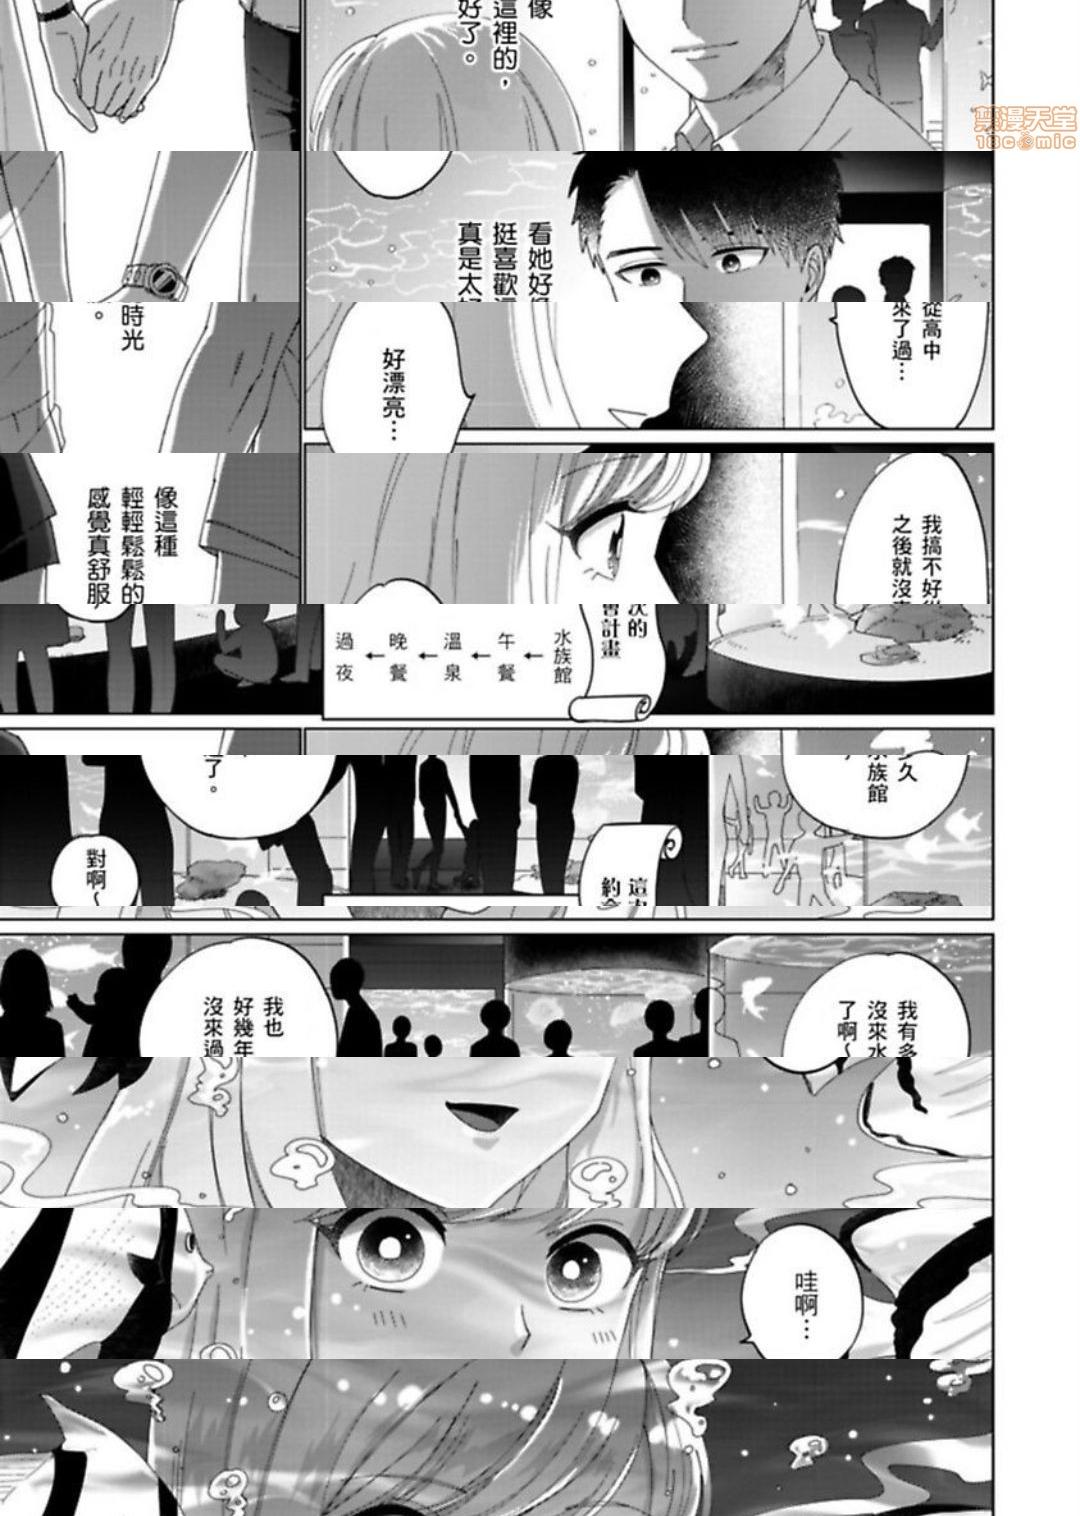 禁漫天堂
18comic
像
這裡的，
好了。
看她好
挺喜歡
真是太
從高中
來了過…
好漂亮…
時光
。
我搞不好
之後就沒
像這種
輕輕鬆鬆的
感覺真舒服
次的
會計畫
水族館←午餐←溫泉←晚餐←過夜
久
水族館
了。
這
約
對啊～
我有多
沒來水
了啊～
我也
好幾年
沒來過
哇啊…